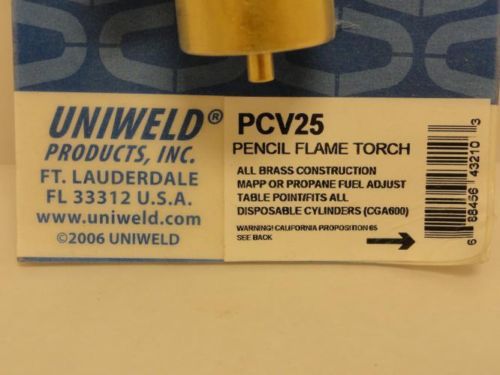 UNIWELD®
PRODUCTS, INC.
FT. LAUDERDALE
FL 33312 U.S.A.
www.uniweld.com
©2006 UNIWELD
PCV25
PENCIL FLAME TORCH
ALL BRASS CONSTRUCTION
MAPP OR PROPANE FUEL ADJUST
TABLE POINT/FITS ALL
DISPOSABLE CYLINDERS (CGA600)
WARNING! CALIFORNIA PROPOSITION 65
SEE BACK
6 88456 43210 3